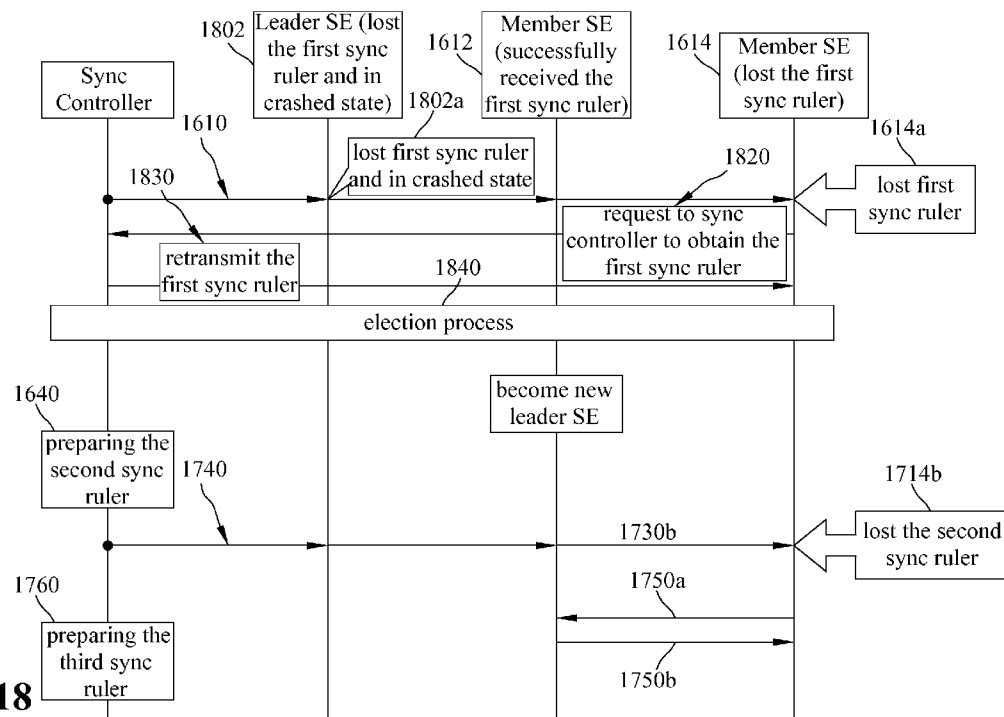 1802
Leader SE (lost
the first sync
ruler and in
crashed state)
1612
Member SE
(successfully
received the
first sync ruler)
1614
Member SE
(lost the first
sync ruler)
Sync
Controller
1802a
1610
lost first sync ruler
and in crashed state
1820
1614a
lost first
sync ruler
1830
request to sync
controller to obtain the
first sync ruler
retransmit the
first sync ruler
1840
election process
become new
leader SE
1640
preparing the
second sync
ruler
1740
1730b
1714b
lost the second
sync ruler
1760
1750a
preparing the
third sync
ruler
1750b
18